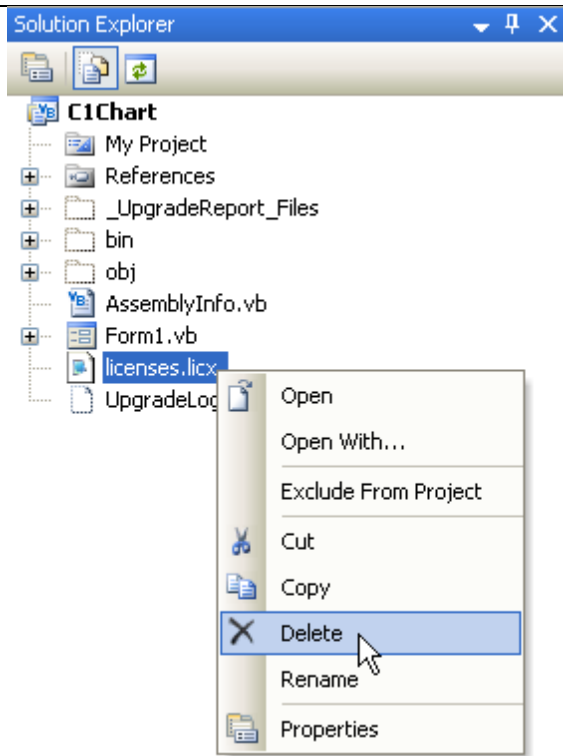 Solution Explorer
C1Chart
My Project
References
_UpgradeReport_Files
bin
obj
AssemblyInfo.vb
Form1.vb
licenses.licx
UpgradeLog
Open
Open With...
Exclude From Project
Cut
Copy
Delete
Rename
Properties